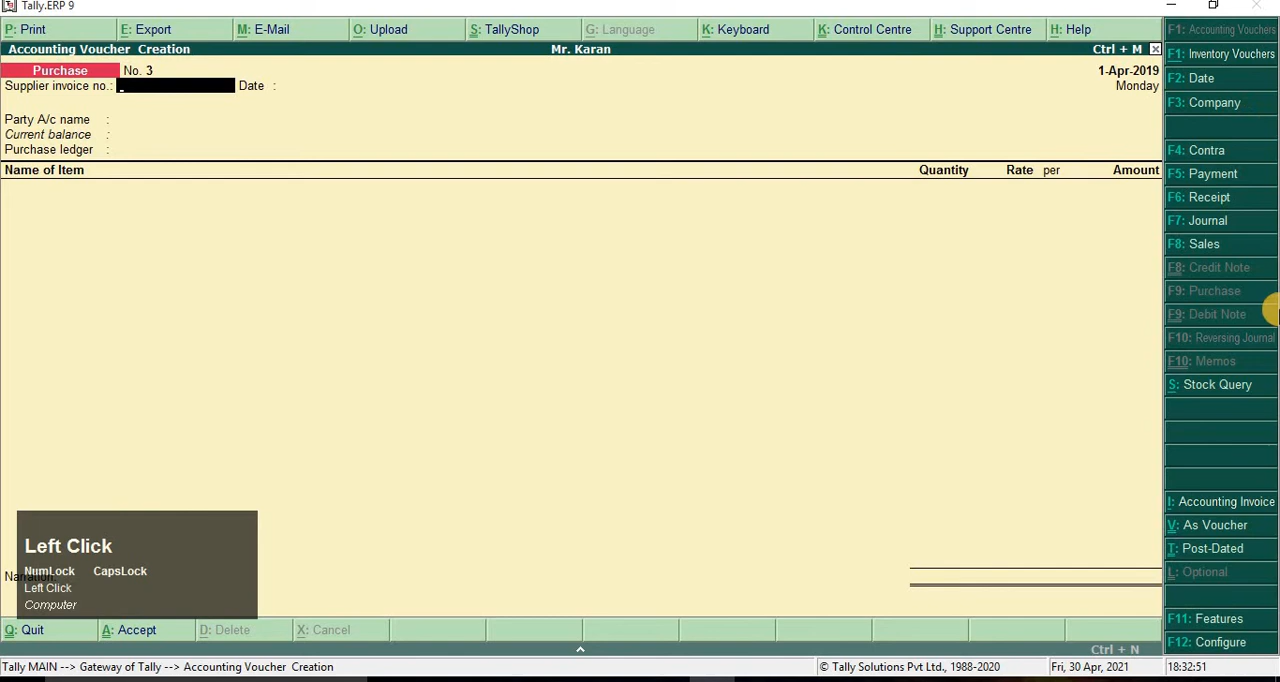 Tally.ERP 9
P: Print E: Export M: E-Mail O: Upload S: TallyShop G: Language K: Keyboard K: Control Centre H: Support Centre H: Help
Accounting Voucher Creation Mr. Karan Ctrl + M
Purchase No. 3 1-Apr-2019
Supplier invoice no.: Date : Monday
Party A/c name :
Current balance :
Purchase ledger :
Name of Item Quantity Rate per Amount
F1: Accounting Vouchers
F1: Inventory Vouchers
F2: Date
F3: Company
F4: Contra
F5: Payment
F6: Receipt
F7: Journal
F8: Sales
F8: Credit Note
F9: Purchase
F9: Debit Note
F10: Reversing Journal
F10: Memos
S: Stock Query
I: Accounting Invoice
V: As Voucher
T: Post-Dated
L: Optional
F11: Features
F12: Configure
Left Click
NumLock CapsLock
Narration:
Left Click
Computer
Q: Quit A: Accept D: Delete X: Cancel
Ctrl + N
Tally MAIN --> Gateway of Tally --> Accounting Voucher Creation © Tally Solutions Pvt Ltd., 1988-2020 Fri, 30 Apr, 2021 18:32:51